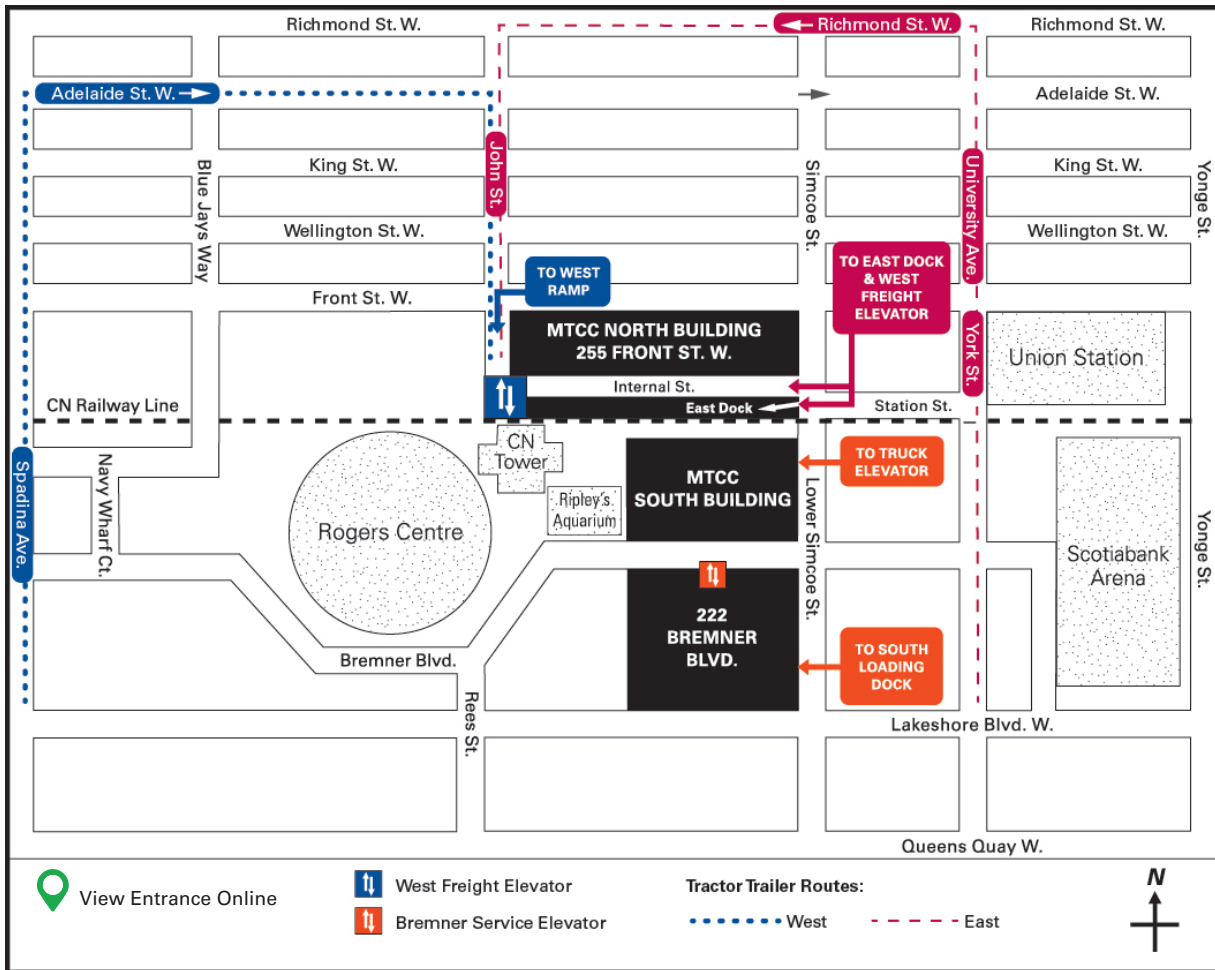 Richmond St. W.
Richmond St. W.
Richmond St. W.
Adelaide St. W.
Adelaide St. W.
John St.
King St. W.
King St. W.
Blue Jays Way
Simcoe St.
University Ave.
Yonge St.
Wellington St. W.
Wellington St. W.
TO WEST
RAMP
TO EAST DOCK
& WEST
FREIGHT
ELEVATOR
Front St. W.
MTCC NORTH BUILDING
255 FRONT ST. W.
York St.
Union Station
Internal St.
CN Railway Line
East Dock
Station St.
CN
Tower
TO TRUCK
ELEVATOR
Spadina Ave.
Navy Wharf Ct.
MTCC
SOUTH BUILDING
Ripley's
Aquarium
Rogers Centre
Lower Simcoe St.
Scotiabank
Arena
Yonge St.
222
BREMNER
BLVD.
TO SOUTH
LOADING
DOCK
Bremner Blvd.
Rees St.
Lakeshore Blvd. W.
Queens Quay W.
View Entrance Online
West Freight Elevator
Bremner Service Elevator
Tractor Trailer Routes:
West
East
N